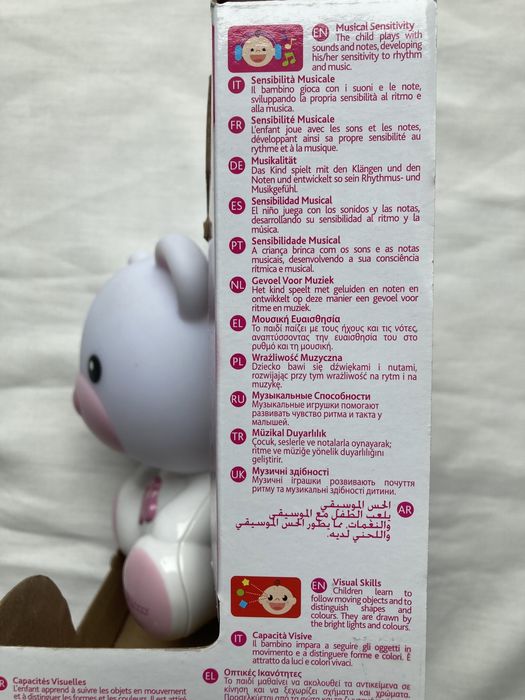 EN Musical Sensitivity
The child plays with
sounds and notes, developing
his/her sensitivity to rhythm
and music.
IT Sensibilità Musicale
Il bambino gioca con i suoni e le note,
sviluppando la propria sensibilità al ritmo e
alla musica.
FR Sensibilité Musicale
L'enfant joue avec les sons et les notes,
développant ainsi sa propre sensibilité au
rythme et à la musique.
DE Musikalität
Das Kind spielt mit den Klängen und den
Noten und entwickelt so sein Rhythmus- und
Musikgefühl.
ES Sensibilidad Musical
El niño juega con los sonidos y las notas,
desarrollando su sensibilidad al ritmo y la
música.
PT Sensibilidade Musical
A criança brinca com os sons e as notas
musicais, desenvolvendo a sua consciência
rítmica e musical.
NL Gevoel Voor Muziek
Het kind speelt met geluiden en noten en
ontwikkelt op deze manier een gevoel voor
ritme en muziek.
EL Μουσική Ευαισθησία
Το παιδί παίζει με τους ήχους και τις νότες,
αναπτύσσοντας την ευαισθησία του στο
ρυθμό και τη μουσική.
PL Wrażliwość Muzyczna
Dziecko bawi się dźwiękami i nutami,
rozwijając przy tym wrażliwość na rytm i na
muzykę.
RU Музыкальные Способности
Музыкальные игрушки помогают
развивать чувство ритма и такта у
малышей.
TR Müzikal Duyarlılık
Çocuk, seslerle ve notalarla oynayarak;
ritme ve müziğe yönelik duyarlılığını
geliştirir.
UK Музичні здібності
Музичні іграшки розвивають почуття
ритму та музикальні здібності дитини.
AR الحس الموسيقي
يلعب الطفل مع الموسيقى
والنغمات، مما يطور الحس الموسيقي
واللحني لديه.
EN Visual Skills
Children learn to
follow moving objects and to
distinguish shapes and
colours. They are drawn by
the bright lights and colours.
IT Capacità Visive
Il bambino impara a seguire gli oggetti in
movimento e a distinguere forme e colori. È
attratto da luci e colori vivaci.
Capacités Visuelles
L'enfant apprend à suivre les objets en mouvement
et à distinguer les formes et les couleurs. Il est attiré
EL Οπτικές Ικανότητες
Το παιδί μαθαίνει να ακολουθεί τα αντικείμενα σε
κίνηση και να ξεχωρίζει σχήματα και χρώματα.